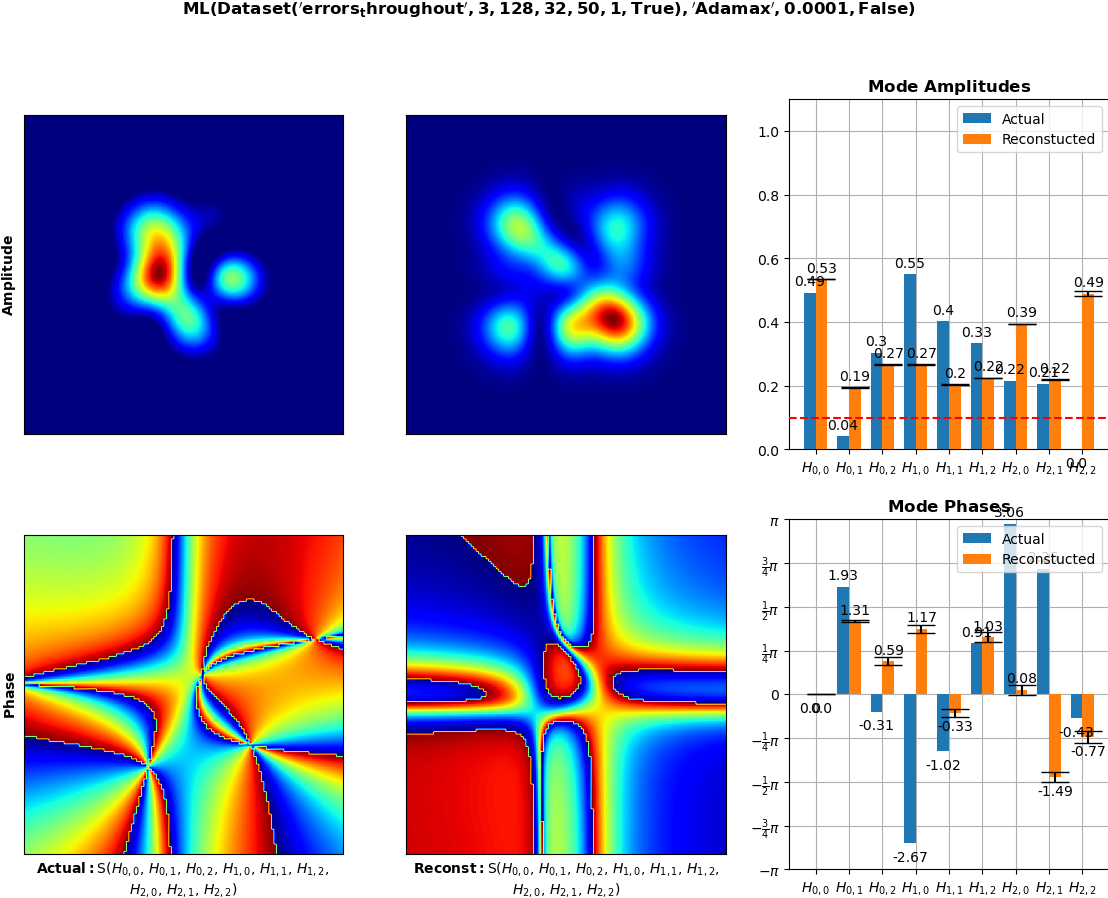 ML(Dataset('errors_throughout', 3, 128, 32, 50, 1, True), 'Adamax', 0.0001, False)
Amplitude
Mode Amplitudes
Actual
Reconstucted
1.0
0.8
0.6
0.4
0.2
0.0
0.49 0.53 0.04 0.19 0.3 0.27 0.55 0.27 0.4 0.2 0.33 0.22 0.22 0.39 0.21 0.22 0.0 0.49
H0,0 H0,1 H0,2 H1,0 H1,1 H1,2 H2,0 H2,1 H2,2
Phase
Mode Phases
Actual
Reconstucted
π
3/4π
1/2π
1/4π
0
−1/4π
−1/2π
−3/4π
−π
0.0 0.0 1.93 1.31 -0.31 0.59 -2.67 1.17 -1.02 -0.33 1.03 3.06 0.08 -1.49 -0.43 -0.77
H0,0 H0,1 H0,2 H1,0 H1,1 H1,2 H2,0 H2,1 H2,2
Actual: S(H0,0, H0,1, H0,2, H1,0, H1,1, H1,2,
H2,0, H2,1, H2,2)
Reconst: S(H0,0, H0,1, H0,2, H1,0, H1,1, H1,2,
H2,0, H2,1, H2,2)